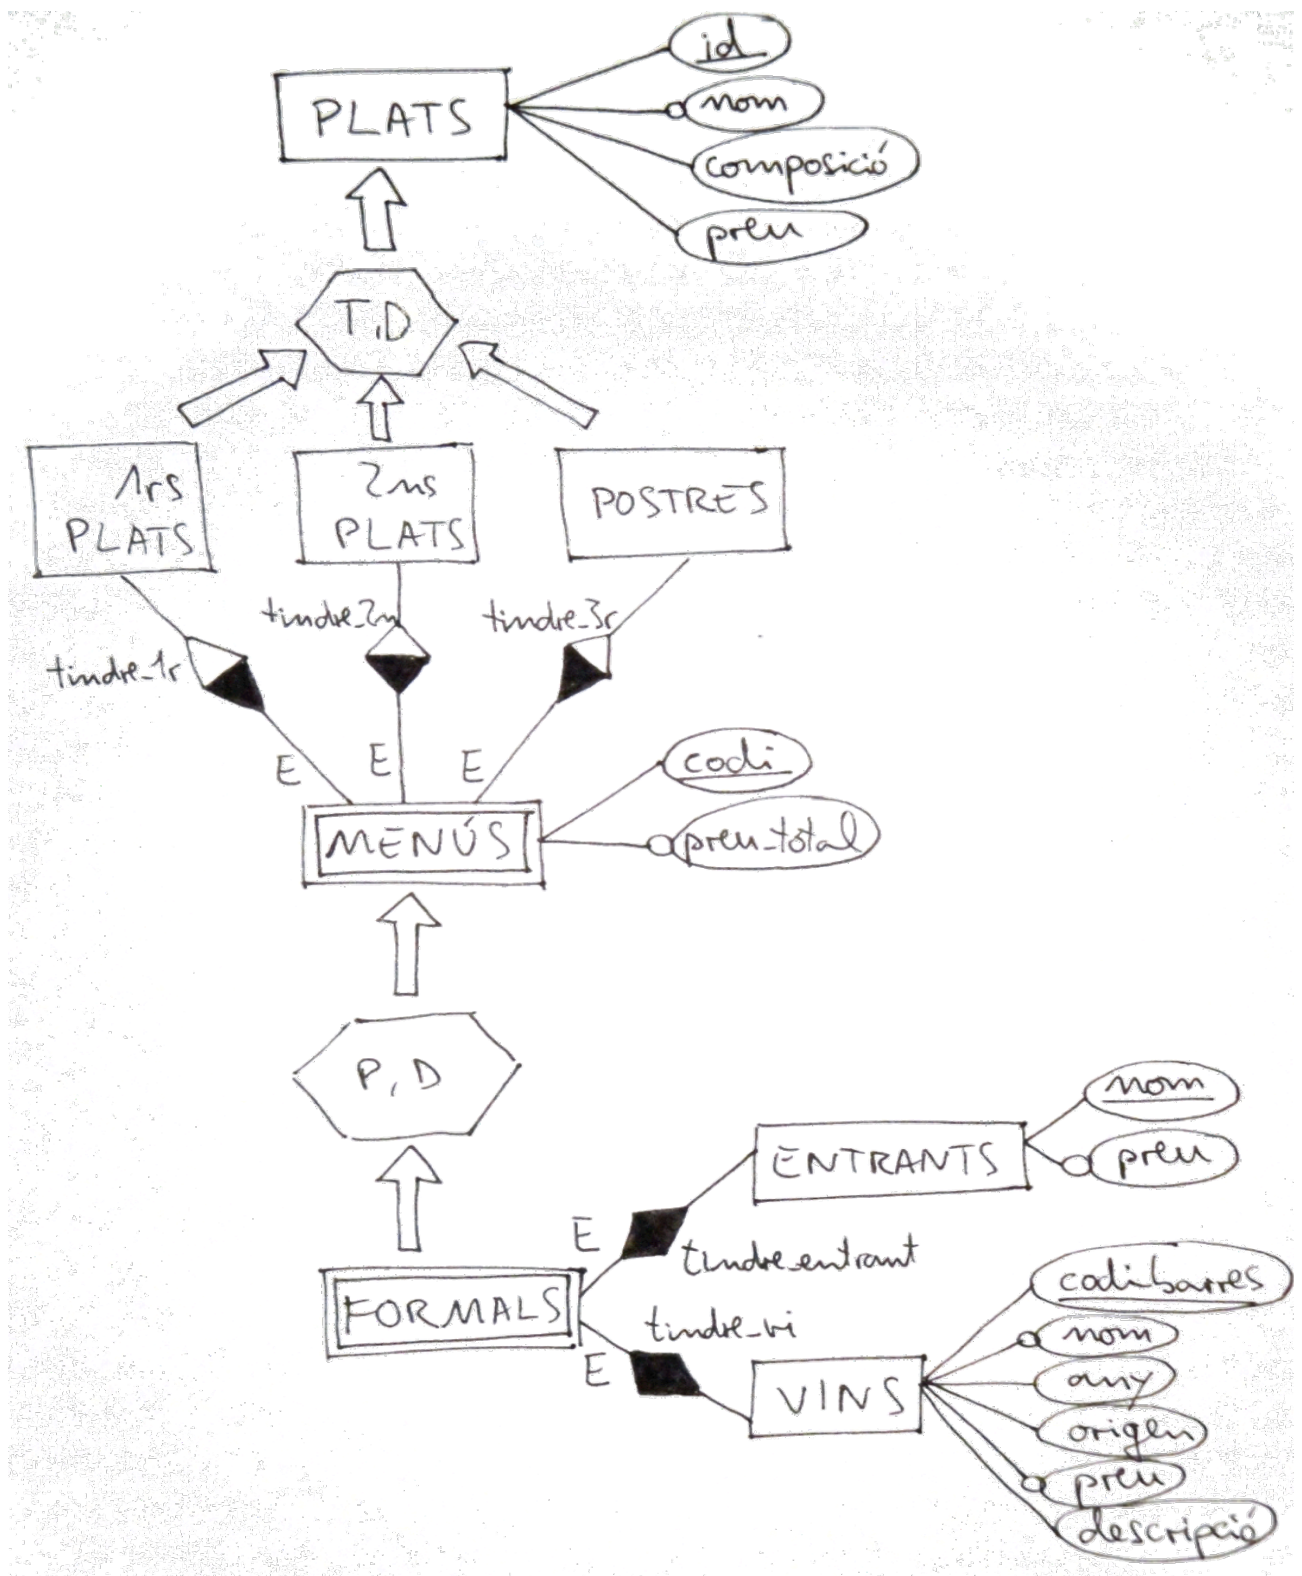 id
PLATS
nom
composició
preu
T,D
1rs
PLATS
2ns
PLATS
POSTRES
tindre_1r
tindre_2n
tindre_3r
E
E
E
codi
MENÚS
preu_total
P,D
nom
ENTRANTS
preu
E
tindre_entrant
FORMALS
codibarres
tindre_vi
nom
E
VINS
any
origen
preu
descripció